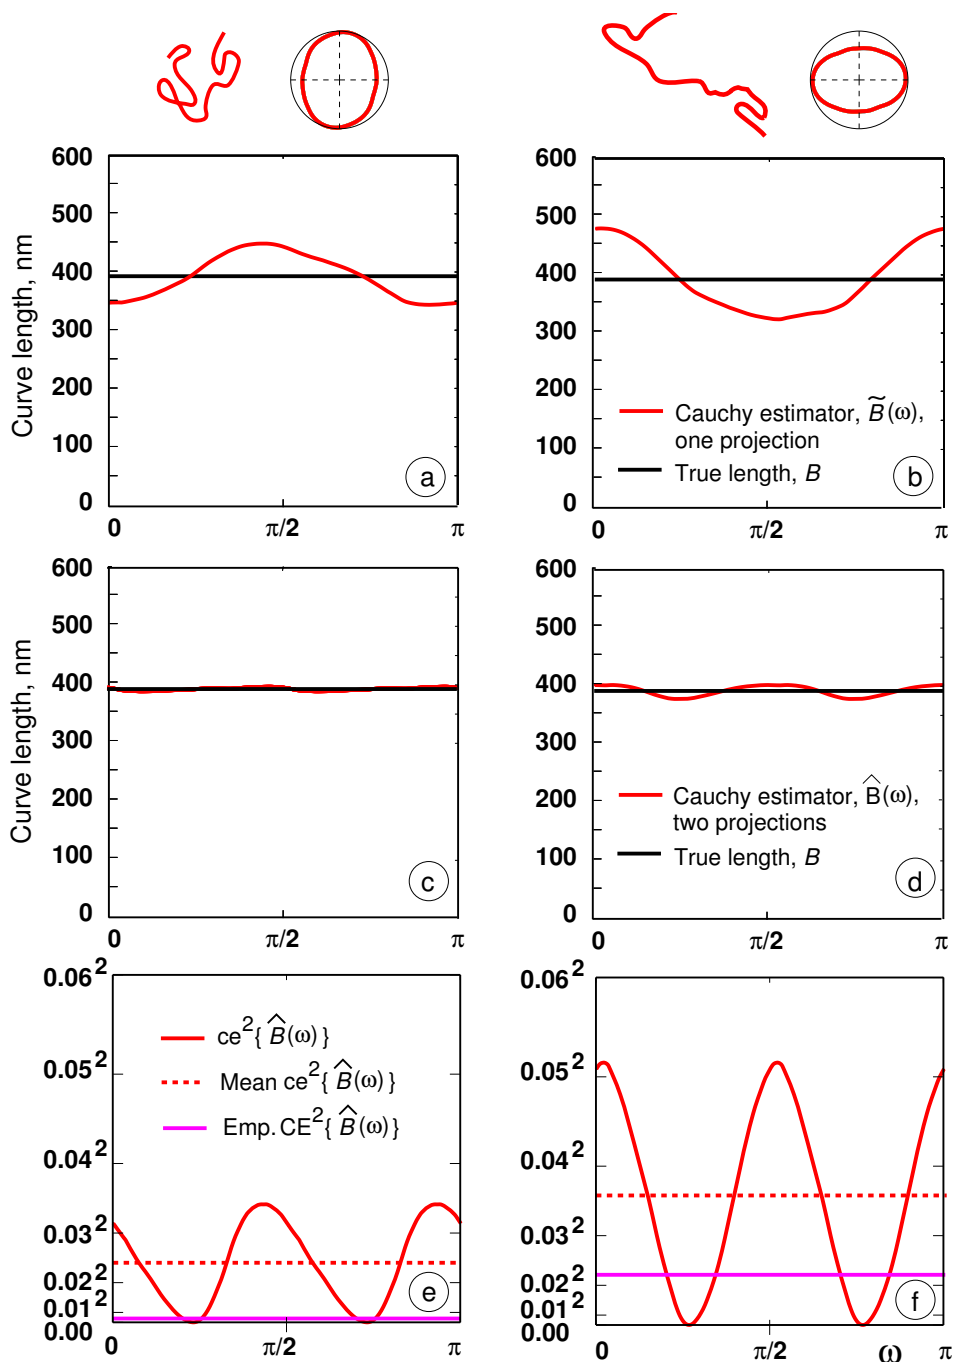 600
500
400
300
200
100
0
Curve length, nm
0 π/2 π
a
600
500
400
300
200
100
0
Cauchy estimator, B̃(ω),
one projection
True length, B
0 π/2 π
b
600
500
400
300
200
100
0
Curve length, nm
0 π/2 π
c
600
500
400
300
200
100
0
Cauchy estimator, B̂(ω),
two projections
True length, B
0 π/2 π
d
0.06²
0.05²
0.04²
0.03²
0.02²
0.01²
0.00
ce²{ B̂(ω) }
Mean ce²{ B̂(ω) }
Emp. CE²{ B̂(ω) }
0 π/2 π
e
0.06²
0.05²
0.04²
0.03²
0.02²
0.01²
0.00
0 π/2 ω π
f